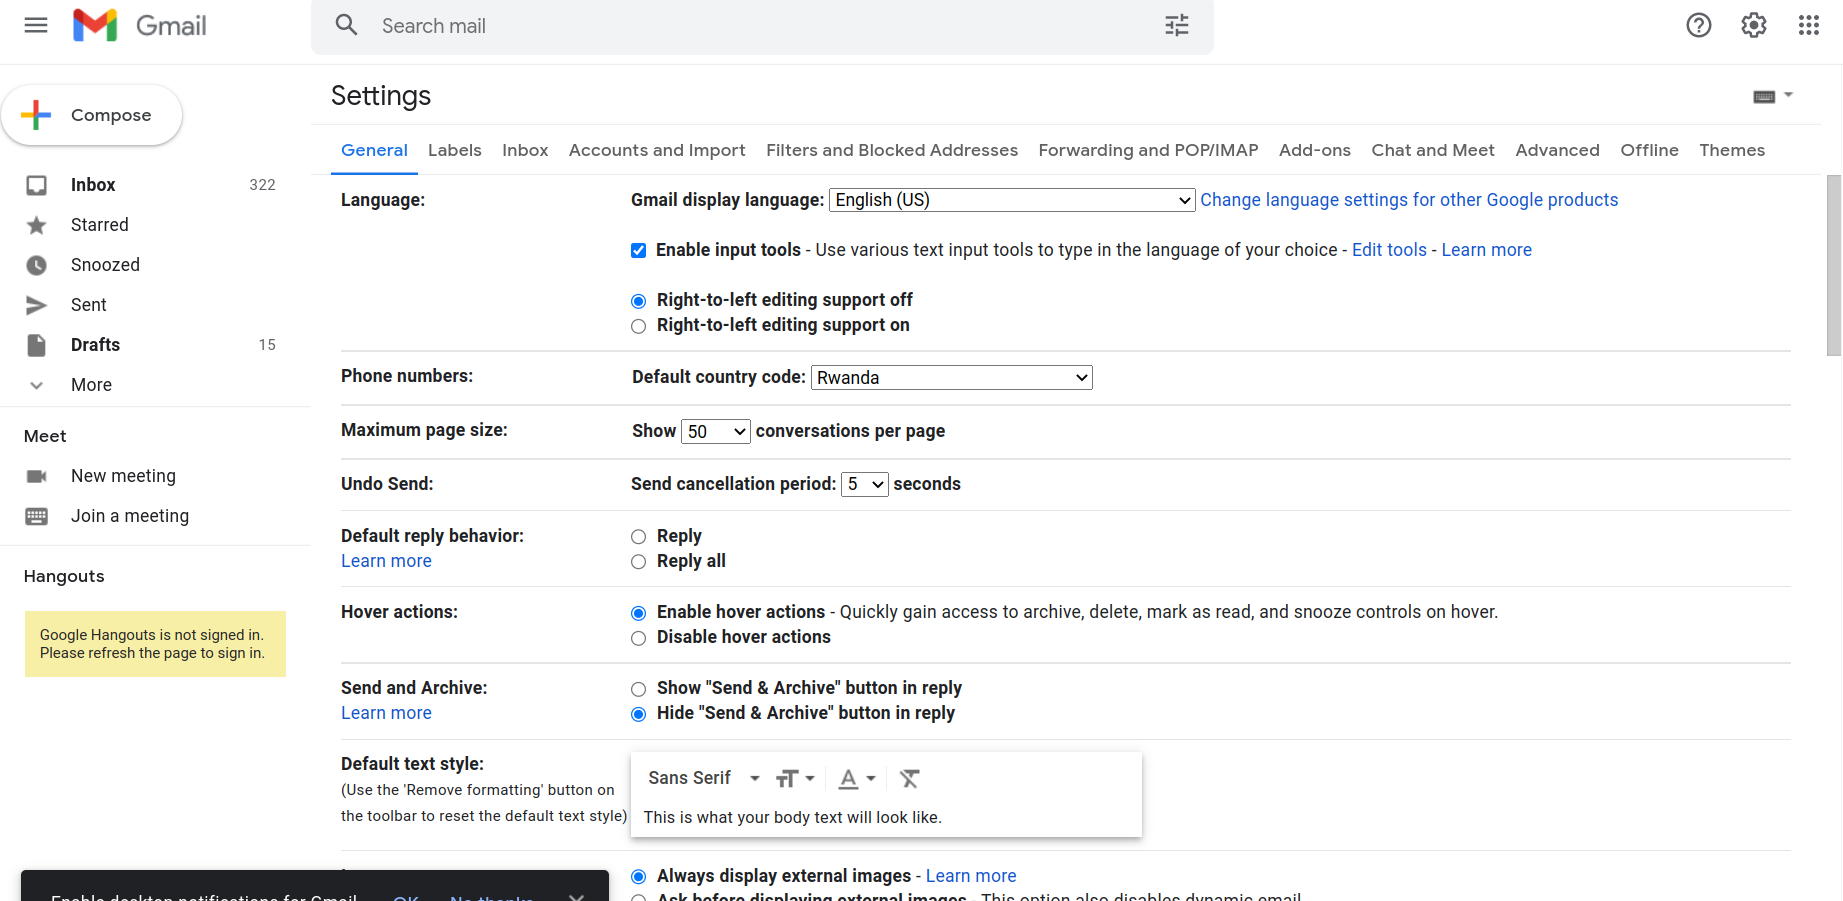 Gmail
Search mail
Compose
Inbox 322
Starred
Snoozed
Sent
Drafts 15
More
Meet
New meeting
Join a meeting
Hangouts
Google Hangouts is not signed in.
Please refresh the page to sign in.
Settings
General Labels Inbox Accounts and Import Filters and Blocked Addresses Forwarding and POP/IMAP Add-ons Chat and Meet Advanced Offline Themes
Language: Gmail display language: English (US) Change language settings for other Google products
Enable input tools - Use various text input tools to type in the language of your choice - Edit tools - Learn more
Right-to-left editing support off
Right-to-left editing support on
Phone numbers: Default country code: Rwanda
Maximum page size: Show 50 conversations per page
Undo Send: Send cancellation period: 5 seconds
Default reply behavior: Reply
Learn more Reply all
Hover actions: Enable hover actions - Quickly gain access to archive, delete, mark as read, and snooze controls on hover.
Disable hover actions
Send and Archive: Show "Send & Archive" button in reply
Learn more Hide "Send & Archive" button in reply
Default text style: Sans Serif
(Use the 'Remove formatting' button on
the toolbar to reset the default text style) This is what your body text will look like.
Always display external images - Learn more
Ask before displaying external images - This option also disables dynamic email
Enable desktop notifications for Gmail. OK No thanks